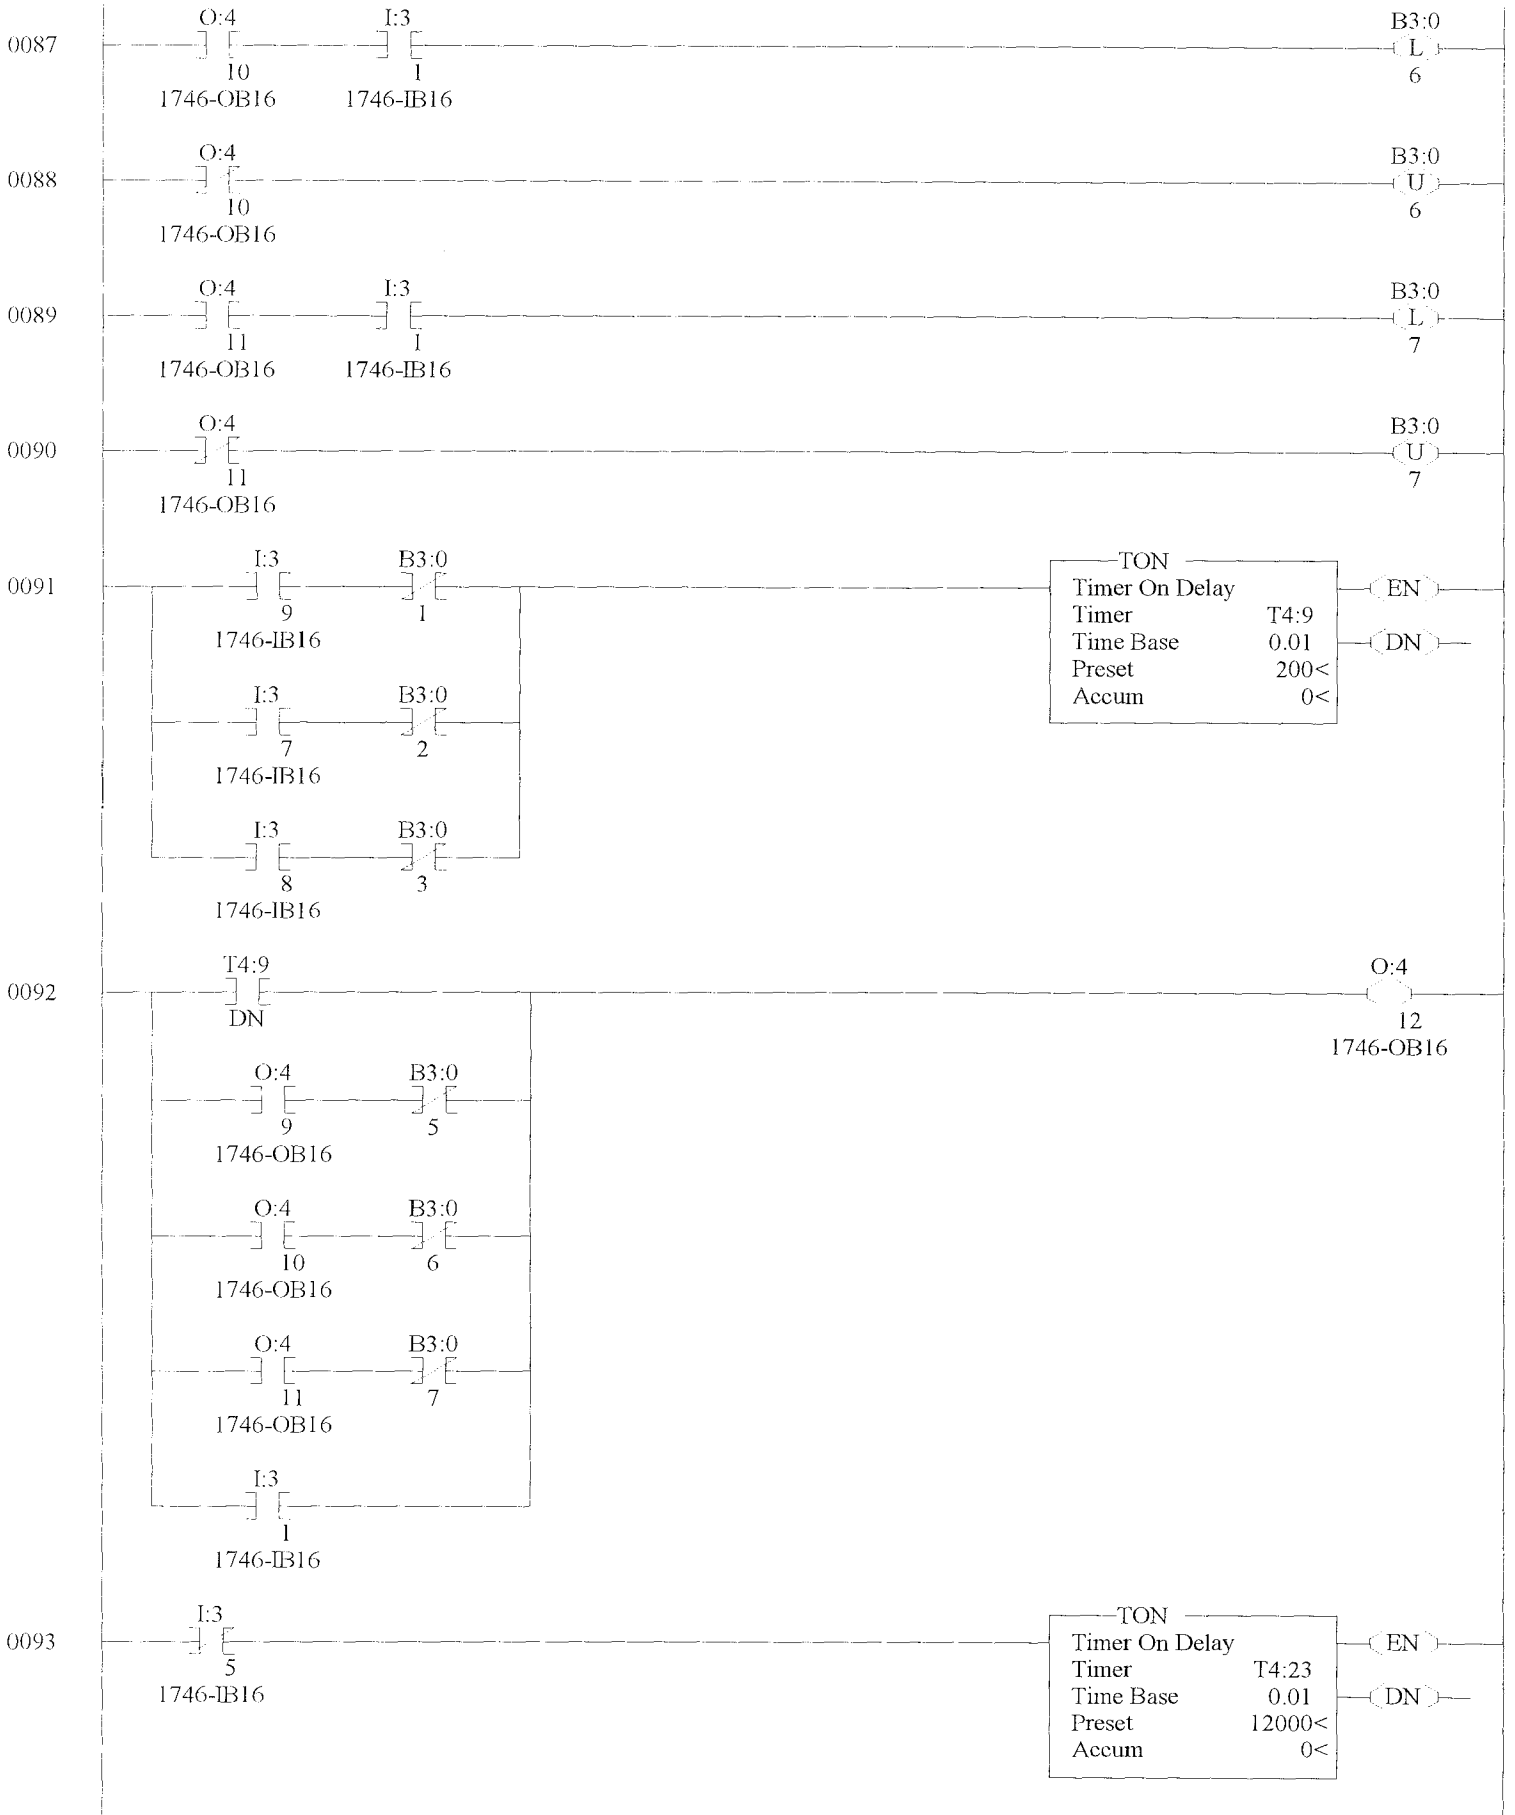 O:4 I:3 B3:0
0087 L
10 1 6
1746-OB16 1746-IB16
O:4 B3:0
0088 U
10 6
1746-OB16
O:4 I:3 B3:0
0089 L
11 1 7
1746-OB16 1746-IB16
O:4 B3:0
0090 U
11 7
1746-OB16
I:3 B3:0 TON
0091 Timer On Delay EN
9 1 Timer T4:9
1746-IB16 Time Base 0.01 DN
Preset 200<
I:3 B3:0 Accum 0<
7 2
1746-IB16
I:3 B3:0
8 3
1746-IB16
T4:9 O:4
0092
DN 12
1746-OB16
O:4 B3:0
9 5
1746-OB16
O:4 B3:0
10 6
1746-OB16
O:4 B3:0
11 7
1746-OB16
I:3
1
1746-IB16
I:3 TON
0093 Timer On Delay EN
5 Timer T4:23
1746-IB16 Time Base 0.01 DN
Preset 12000<
Accum 0<